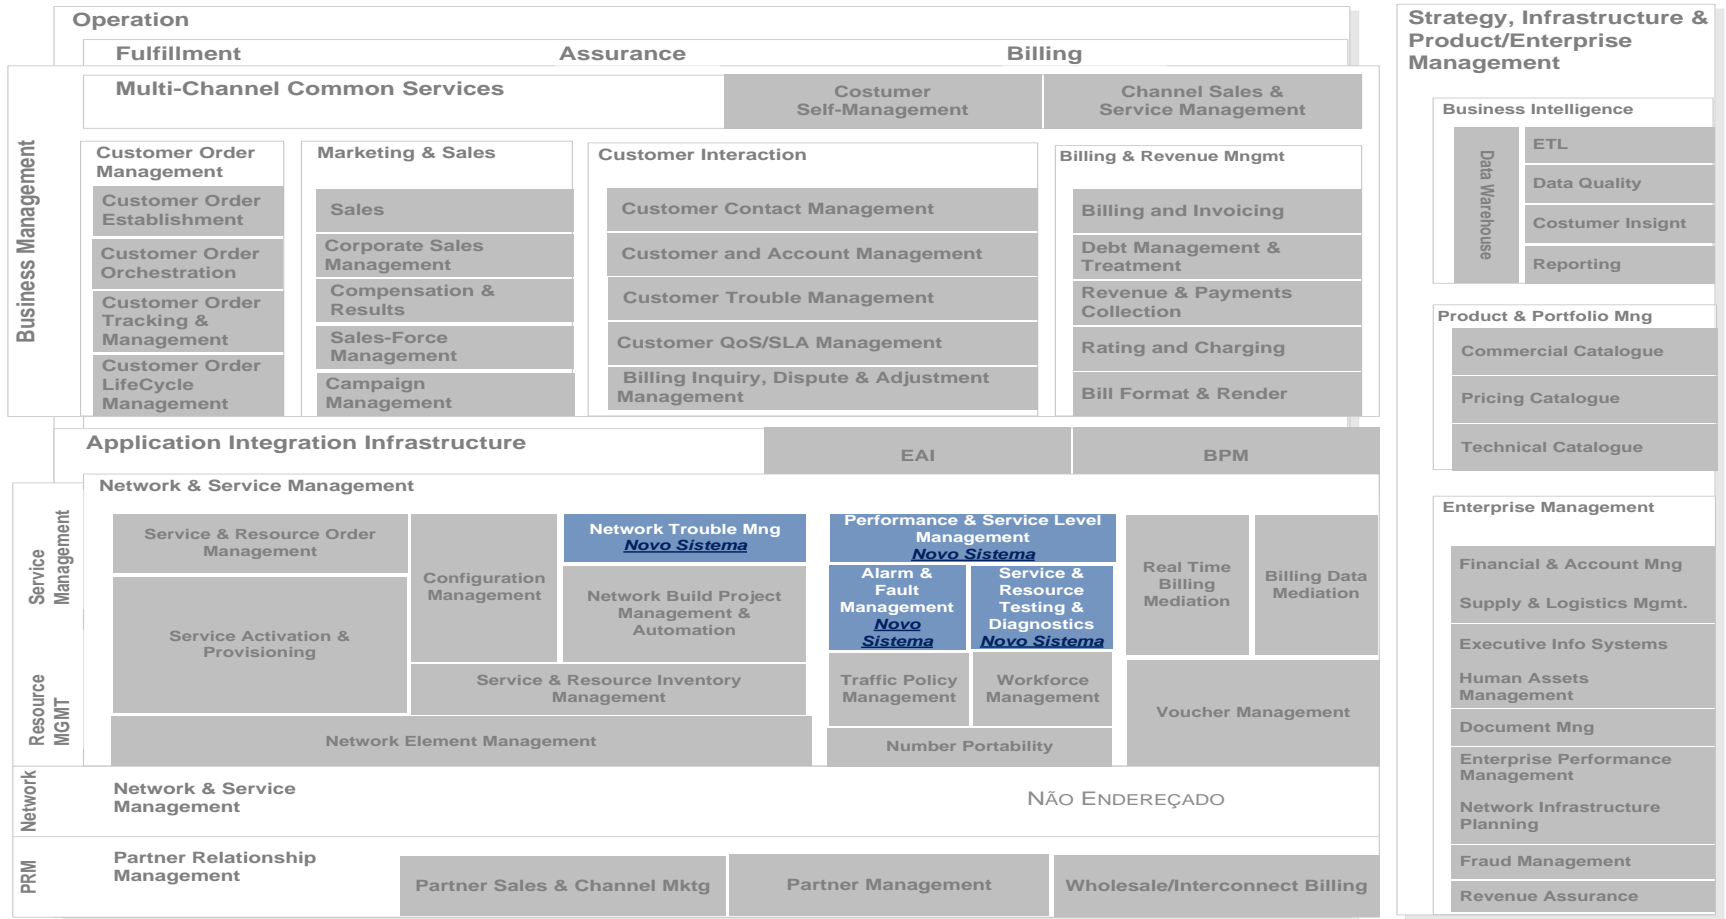 Operation
Fulfillment
Assurance
Billing
Multi-Channel Common Services
Costumer
Self-Management
Channel Sales &
Service Management
Business Management
Customer Order
Management
Customer Order
Establishment
Customer Order
Orchestration
Customer Order
Tracking &
Management
Customer Order
LifeCycle
Management
Marketing & Sales
Sales
Corporate Sales
Management
Compensation &
Results
Sales-Force
Management
Campaign
Management
Customer Interaction
Customer Contact Management
Customer and Account Management
Customer Trouble Management
Customer QoS/SLA Management
Billing Inquiry, Dispute & Adjustment
Management
Billing & Revenue Mngmt
Billing and Invoicing
Debt Management &
Treatment
Revenue & Payments
Collection
Rating and Charging
Bill Format & Render
Application Integration Infrastructure
EAI
BPM
Service
Management
Resource
MGMT
Network & Service Management
Service & Resource Order
Management
Service Activation &
Provisioning
Configuration
Management
Network Trouble Mng
Novo Sistema
Network Build Project
Management &
Automation
Service & Resource Inventory
Management
Network Element Management
Performance & Service Level
Management
Novo Sistema
Alarm &
Fault
Management
Novo
Sistema
Service &
Resource
Testing &
Diagnostics
Novo Sistema
Traffic Policy
Management
Workforce
Management
Number Portability
Real Time
Billing
Mediation
Billing Data
Mediation
Voucher Management
Network
Network & Service
Management
NÃO ENDEREÇADO
PRM
Partner Relationship
Management
Partner Sales & Channel Mktg
Partner Management
Wholesale/Interconnect Billing
Strategy, Infrastructure &
Product/Enterprise
Management
Business Intelligence
Data Warehouse
ETL
Data Quality
Costumer Insignt
Reporting
Product & Portfolio Mng
Commercial Catalogue
Pricing Catalogue
Technical Catalogue
Enterprise Management
Financial & Account Mng
Supply & Logistics Mgmt.
Executive Info Systems
Human Assets
Management
Document Mng
Enterprise Performance
Management
Network Infrastructure
Planning
Fraud Management
Revenue Assurance